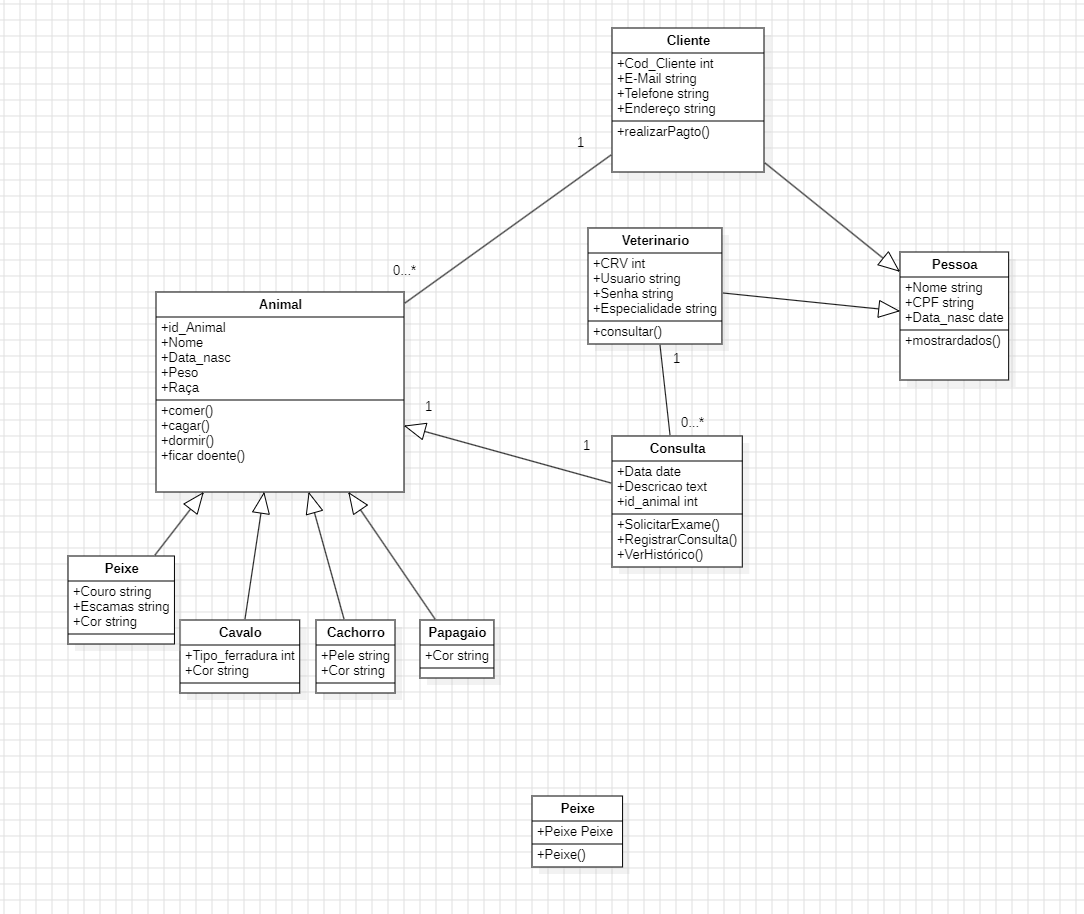 Cliente
+Cod_Cliente int
+E-Mail string
+Telefone string
+Endereço string
+realizarPagto()
1
0...*
Veterinario
+CRV int
+Usuario string
+Senha string
+Especialidade string
+consultar()
Pessoa
+Nome string
+CPF string
+Data_nasc date
+mostrardados()
Animal
+id_Animal
+Nome
+Data_nasc
+Peso
+Raça
+comer()
+cagar()
+dormir()
+ficar doente()
1
0...*
1
1
Consulta
+Data date
+Descricao text
+id_animal int
+SolicitarExame()
+RegistrarConsulta()
+VerHistórico()
Peixe
+Couro string
+Escamas string
+Cor string
Cavalo
+Tipo_ferradura int
+Cor string
Cachorro
+Pele string
+Cor string
Papagaio
+Cor string
Peixe
+Peixe Peixe
+Peixe()